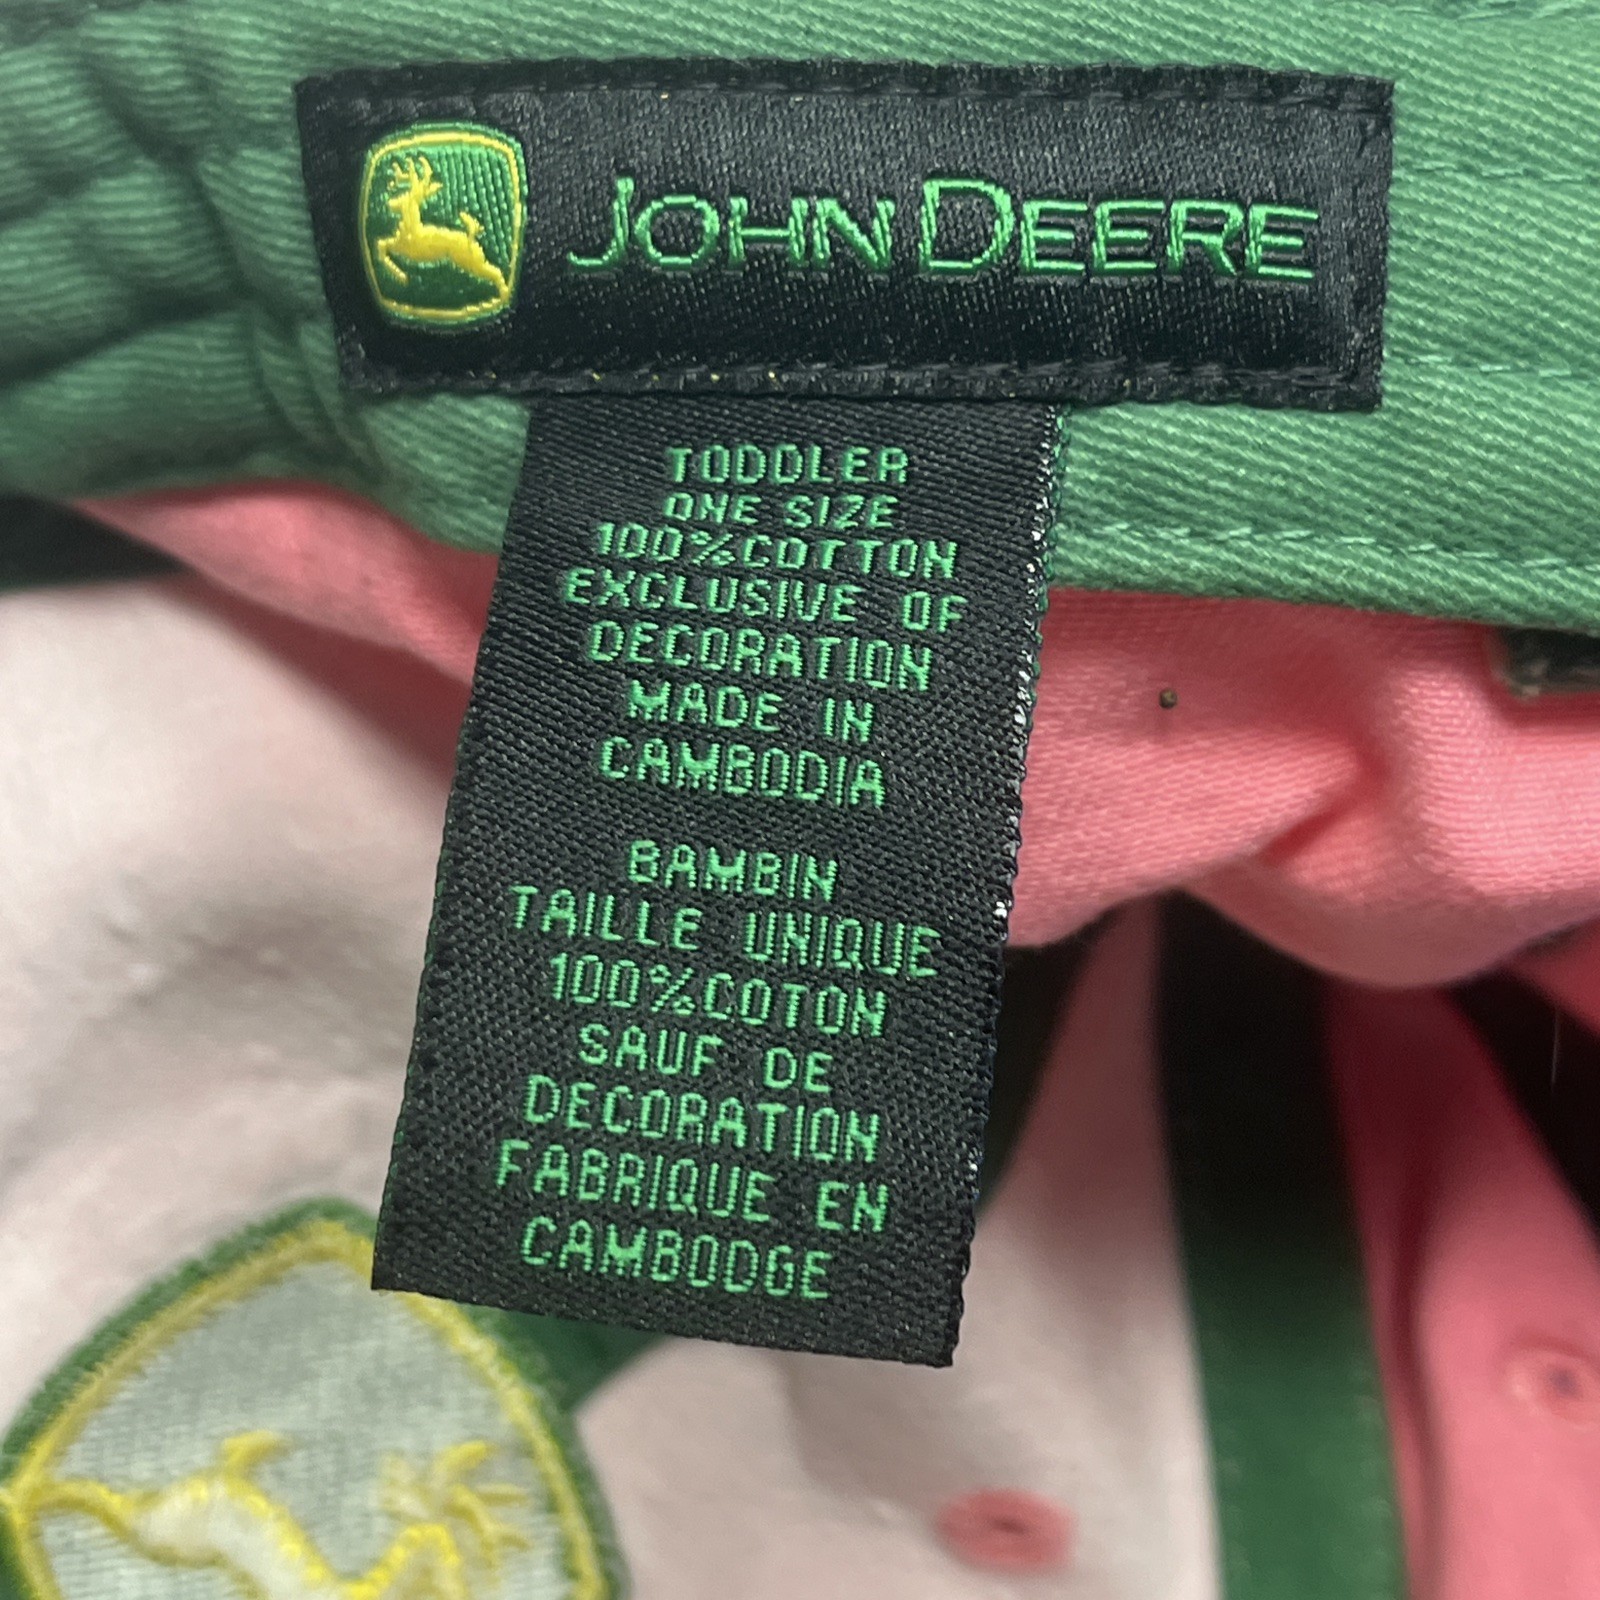 JOHN DEERE
TODDLER
ONE SIZE
100%COTTON
EXCLUSIVE OF
DECORATION
MADE IN
CAMBODIA
BAMBIN
TAILLE UNIQUE
100%COTON
SAUF DE
DECORATION
FABRIQUE EN
CAMBODGE